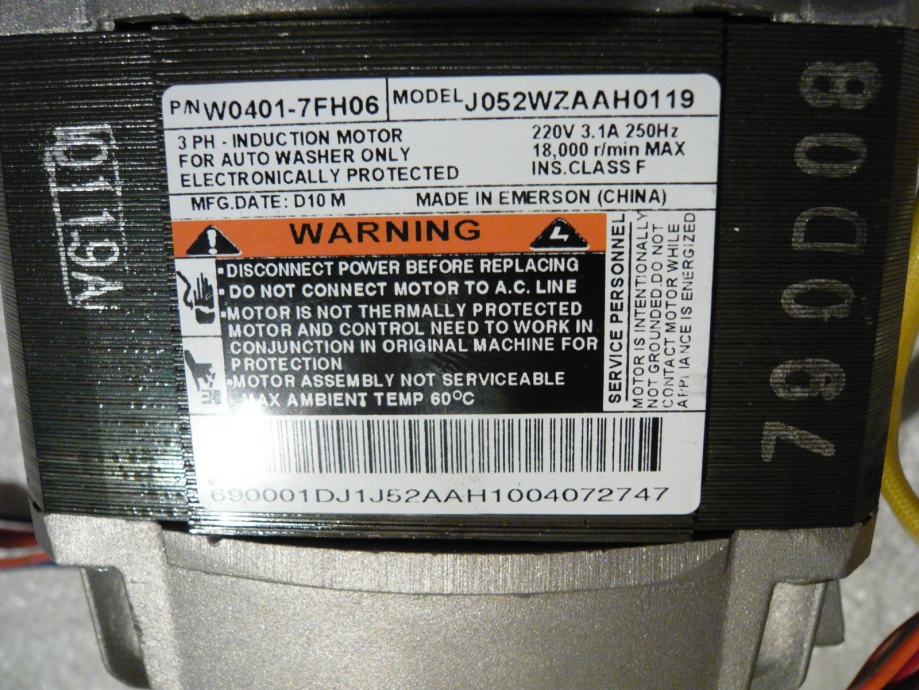 P/N W0401-7FH06 MODEL J052WZAAH0119
3 PH - INDUCTION MOTOR 220V 3.1A 250Hz
FOR AUTO WASHER ONLY 18,000 r/min MAX
ELECTRONICALLY PROTECTED INS.CLASS F
MFG.DATE: D10 M MADE IN EMERSON (CHINA)
WARNING
•DISCONNECT POWER BEFORE REPLACING
•DO NOT CONNECT MOTOR TO A.C. LINE
•MOTOR IS NOT THERMALLY PROTECTED
MOTOR AND CONTROL NEED TO WORK IN
CONJUNCTION IN ORIGINAL MACHINE FOR
PROTECTION
•MOTOR ASSEMBLY NOT SERVICEABLE
MAX AMBIENT TEMP 60°C
SERVICE PERSONNEL
MOTOR IS INTENTIONALLY
NOT GROUNDED.DO NOT
CONTACT MOTOR WHILE
APPLIANCE IS ENERGIZED
690001DJ1J52AAH1004072747
0119A
790D08